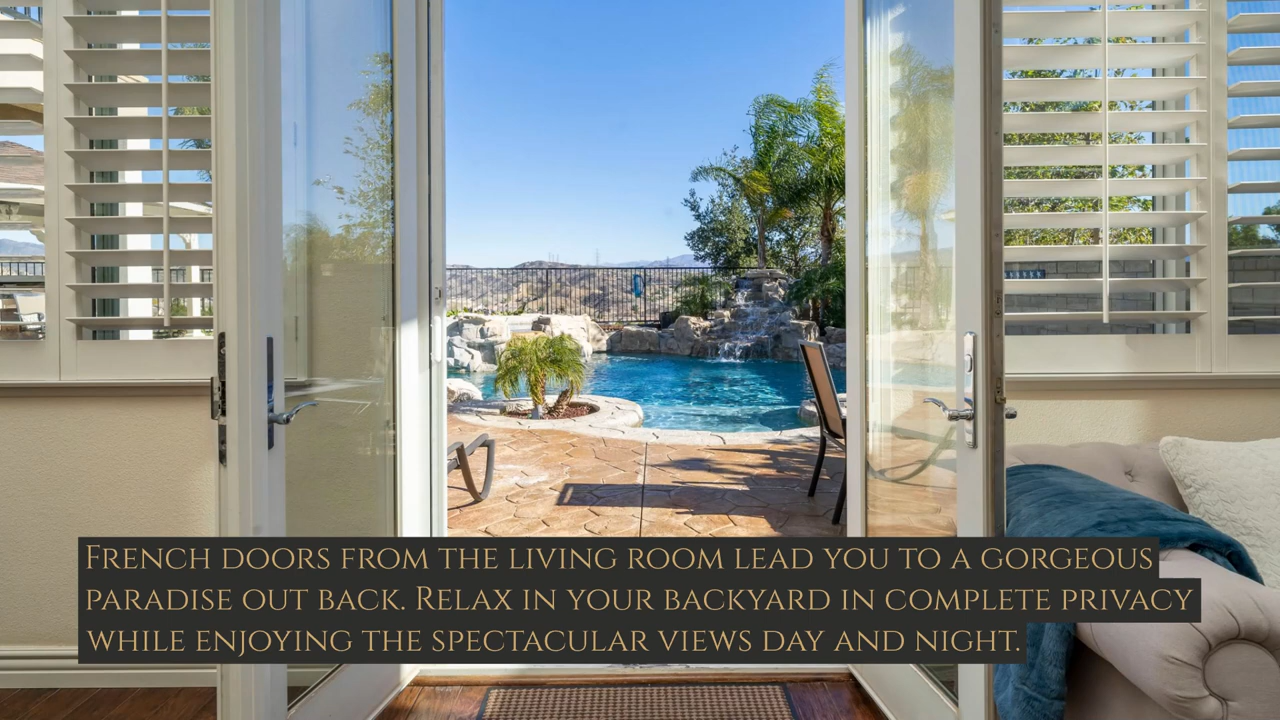 French doors from the living room lead you to a gorgeous
paradise out back. Relax in your backyard in complete privacy
while enjoying the spectacular views day and night.